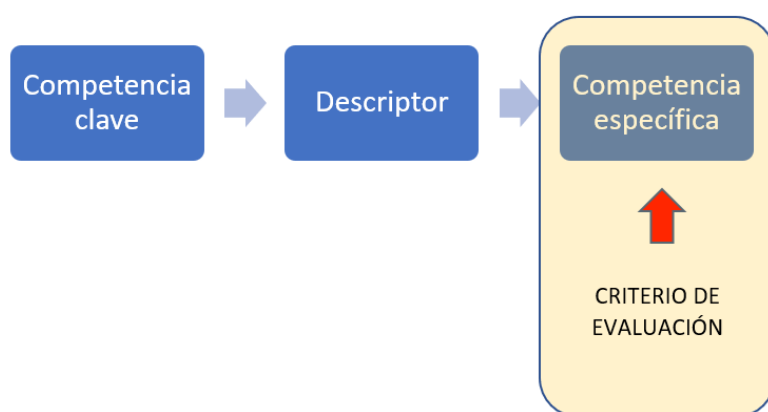 Competencia
clave
Descriptor
Competencia
específica
CRITERIO DE
EVALUACIÓN